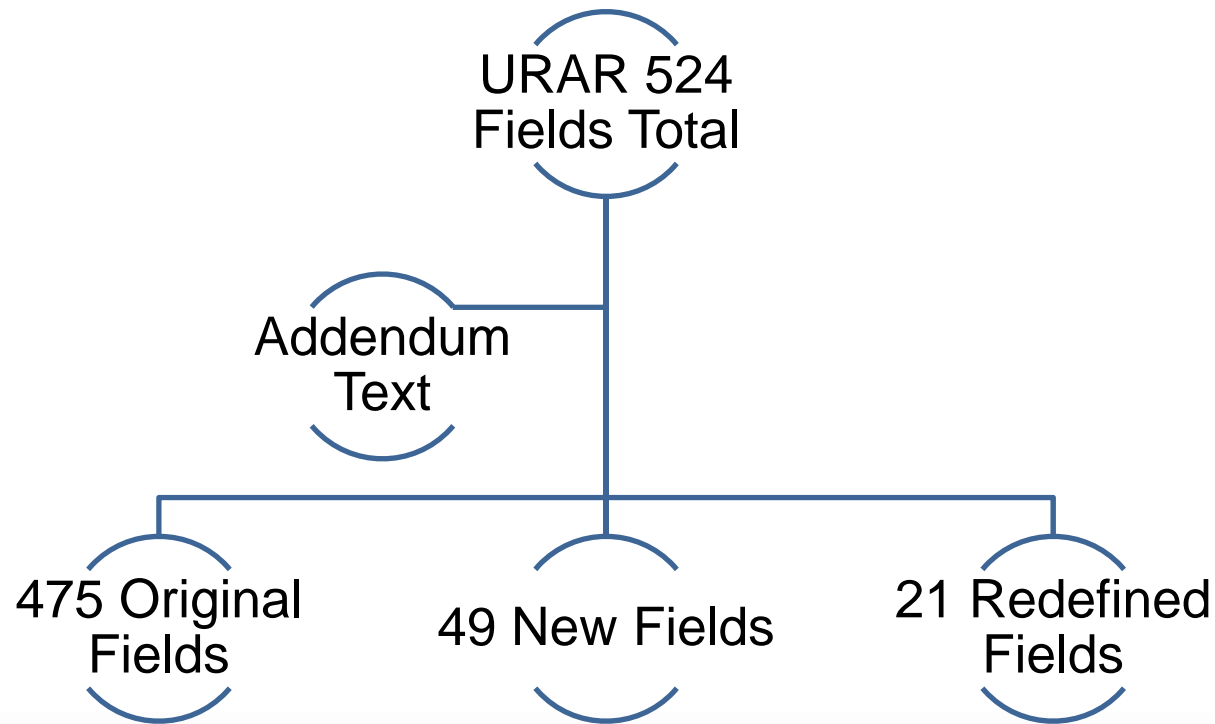 URAR 524
Fields Total
Addendum
Text
475 Original
Fields
49 New Fields
21 Redefined
Fields